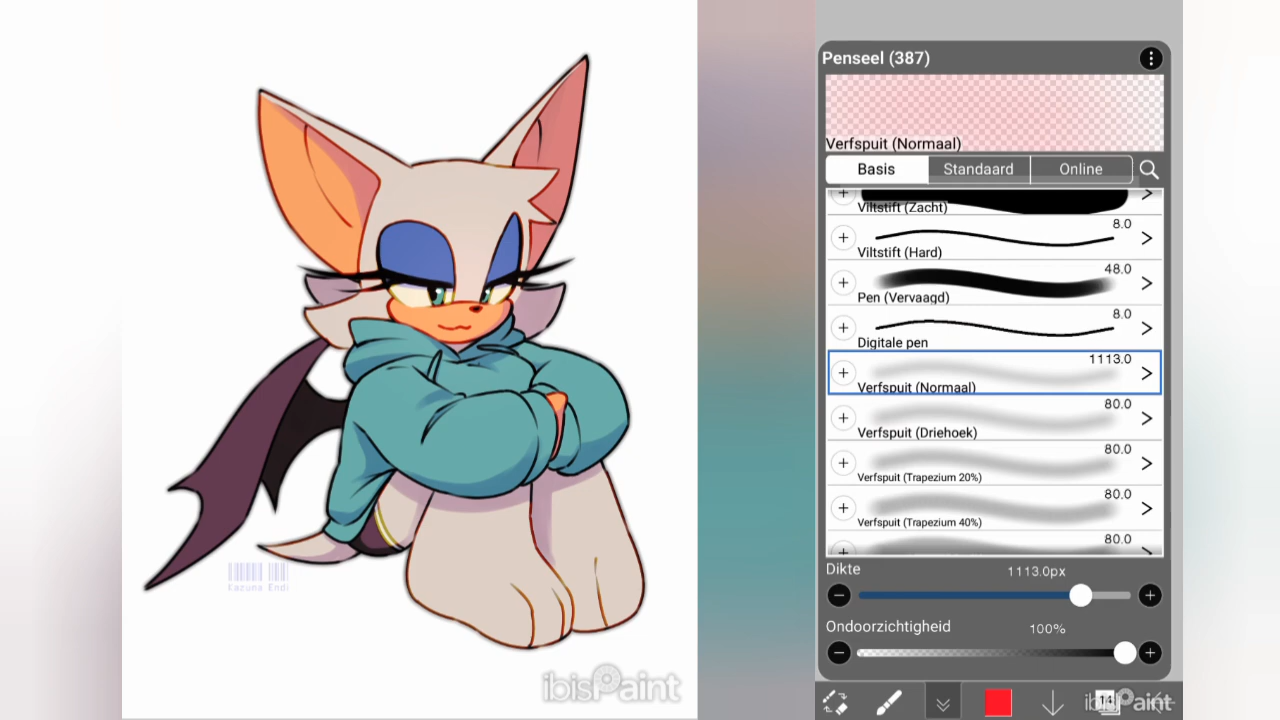 Kazuna Endi
ibisPaint
Penseel (387)
Verfspuit (Normaal)
Basis
Standaard
Online
Viltstift (Zacht)
8.0
Viltstift (Hard)
48.0
Pen (Vervaagd)
8.0
Digitale pen
1113.0
Verfspuit (Normaal)
80.0
Verfspuit (Driehoek)
80.0
Verfspuit (Trapezium 20%)
80.0
Verfspuit (Trapezium 40%)
80.0
Dikte
1113.0px
Ondoorzichtigheid
100%
ibisPaint